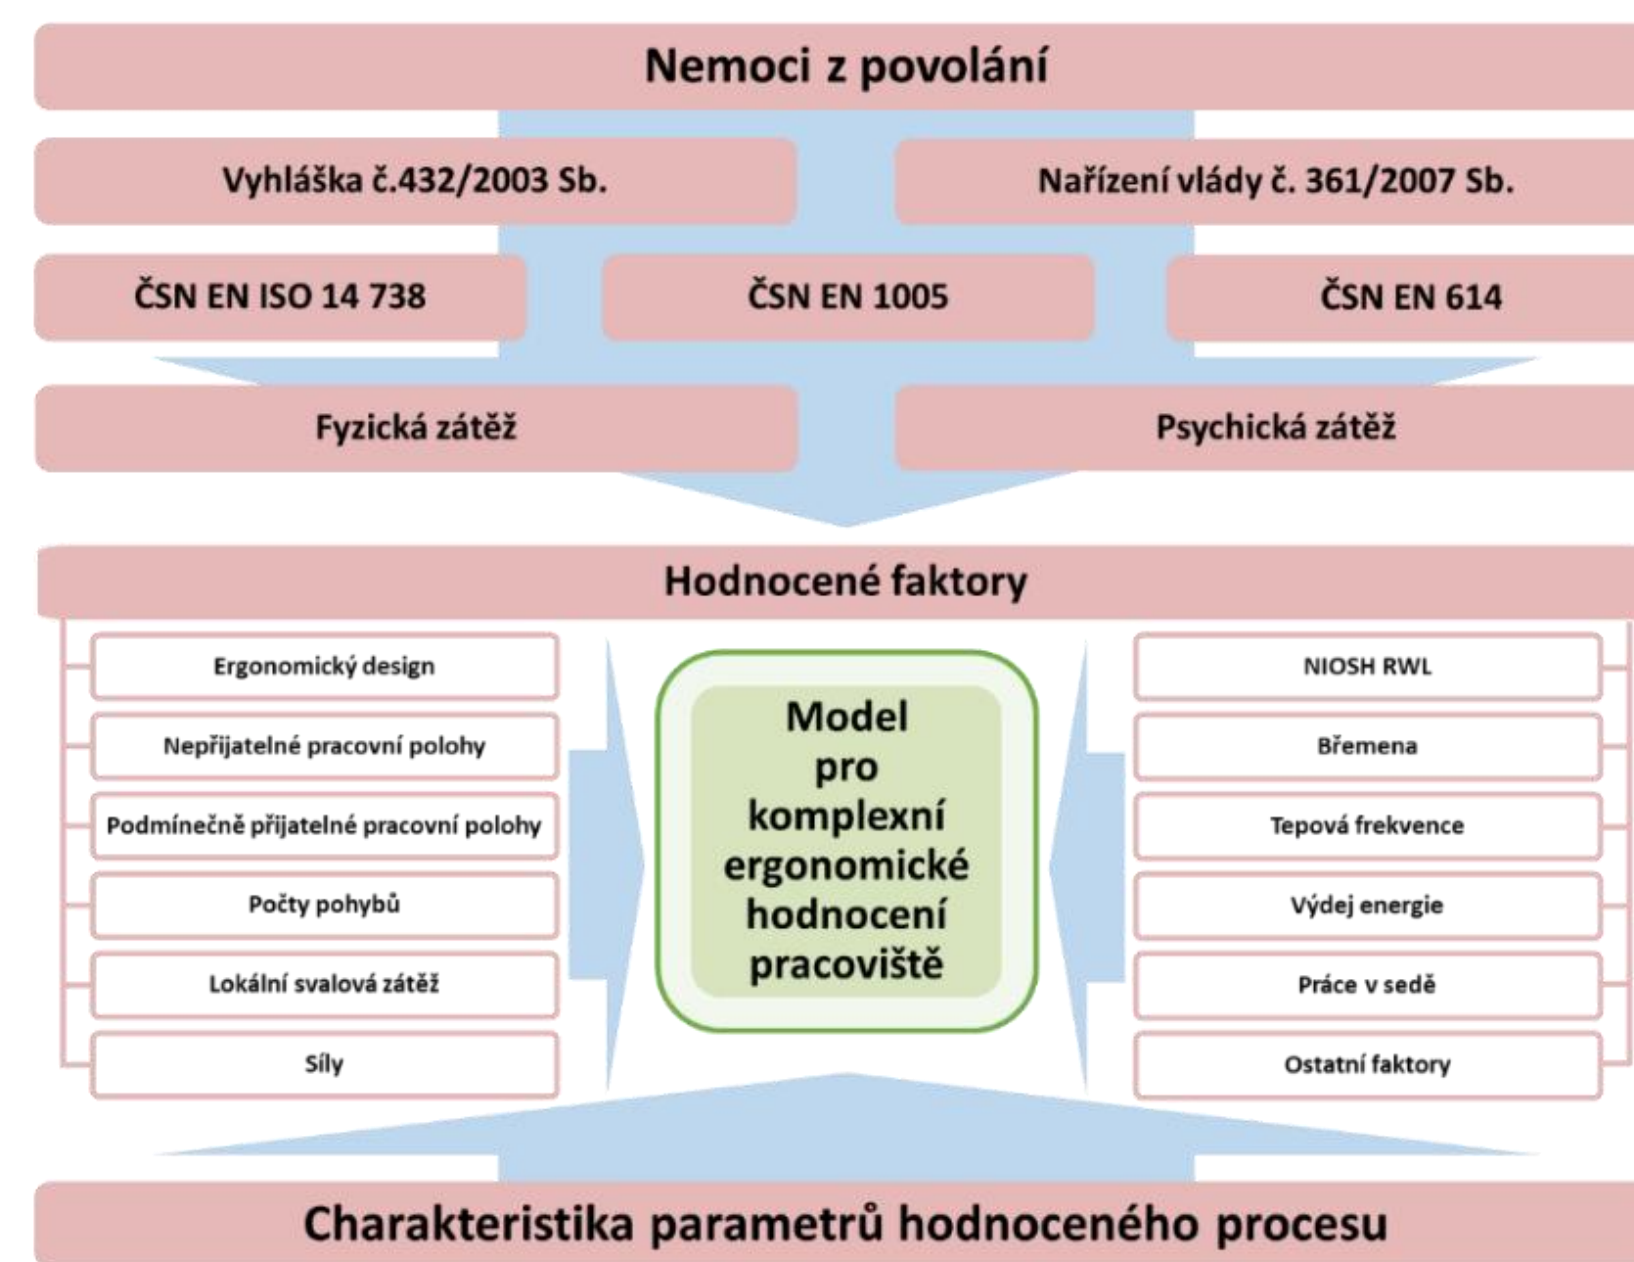 Nemoci z povolání
Vyhláška č.432/2003 Sb.
Nařízení vlády č. 361/2007 Sb.
ČSN EN ISO 14 738
ČSN EN 1005
ČSN EN 614
Fyzická zátěž
Psychická zátěž
Hodnocené faktory
Ergonomický design
Nepřijatelné pracovní polohy
Podmínečně přijatelné pracovní polohy
Počty pohybů
Lokální svalová zátěž
Síly
Model
pro
komplexní
ergonomické
hodnocení
pracoviště
NIOSH RWL
Břemena
Tepová frekvence
Výdej energie
Práce v sedě
Ostatní faktory
Charakteristika parametrů hodnoceného procesu